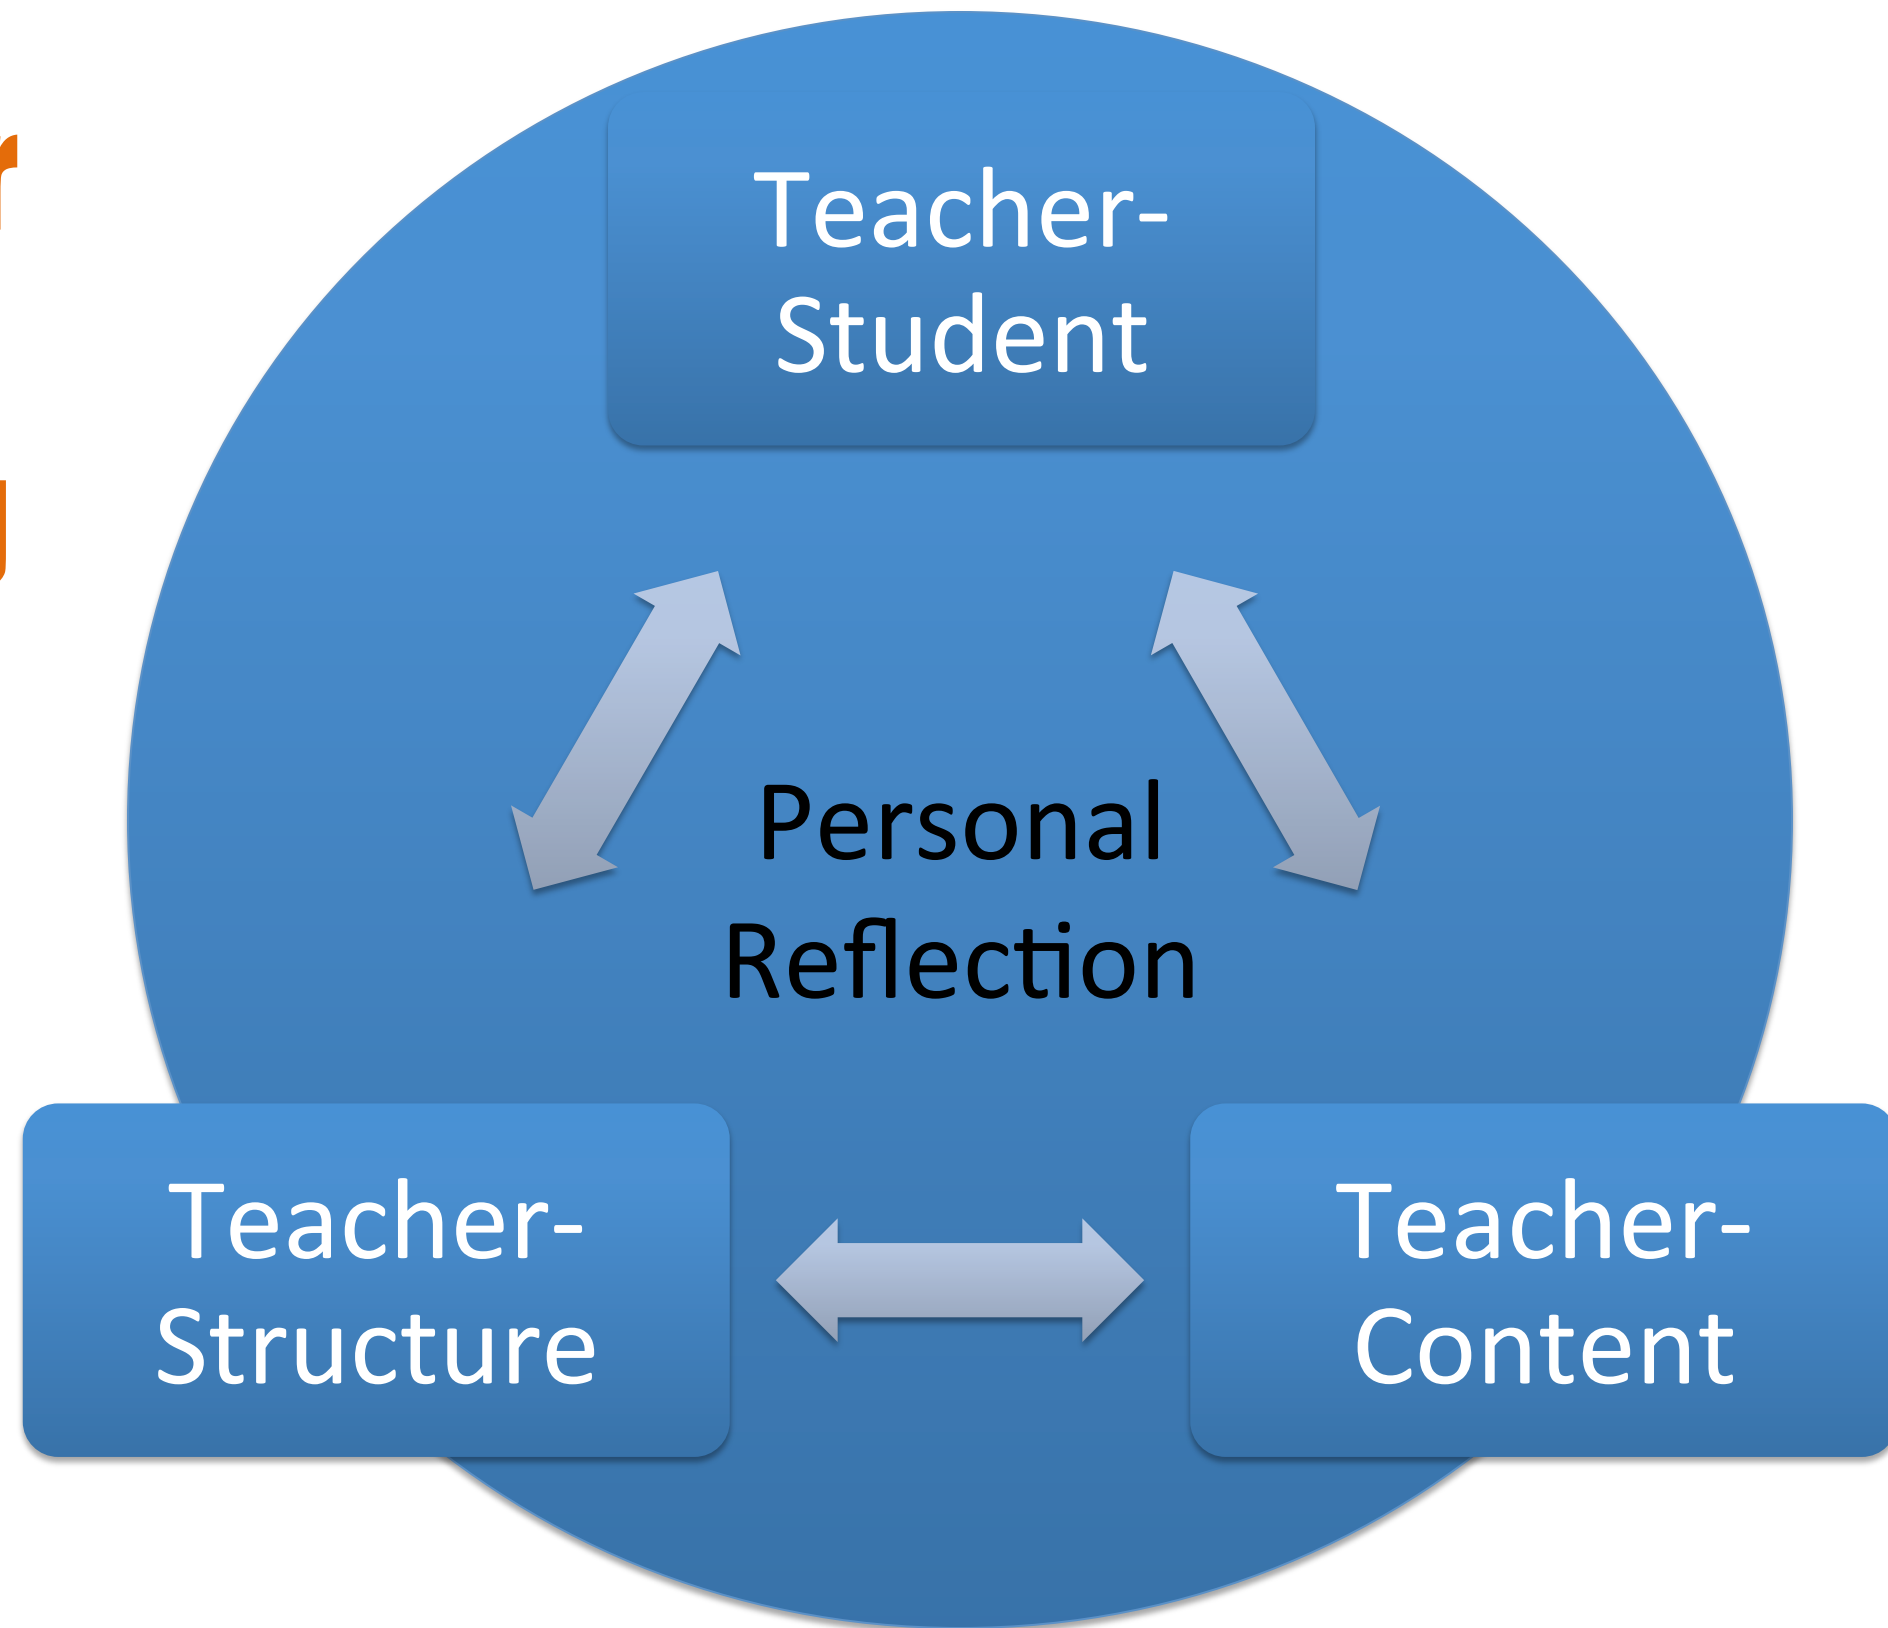 Teacher-
Student
Personal
Reflection
Teacher-
Structure
Teacher-
Content